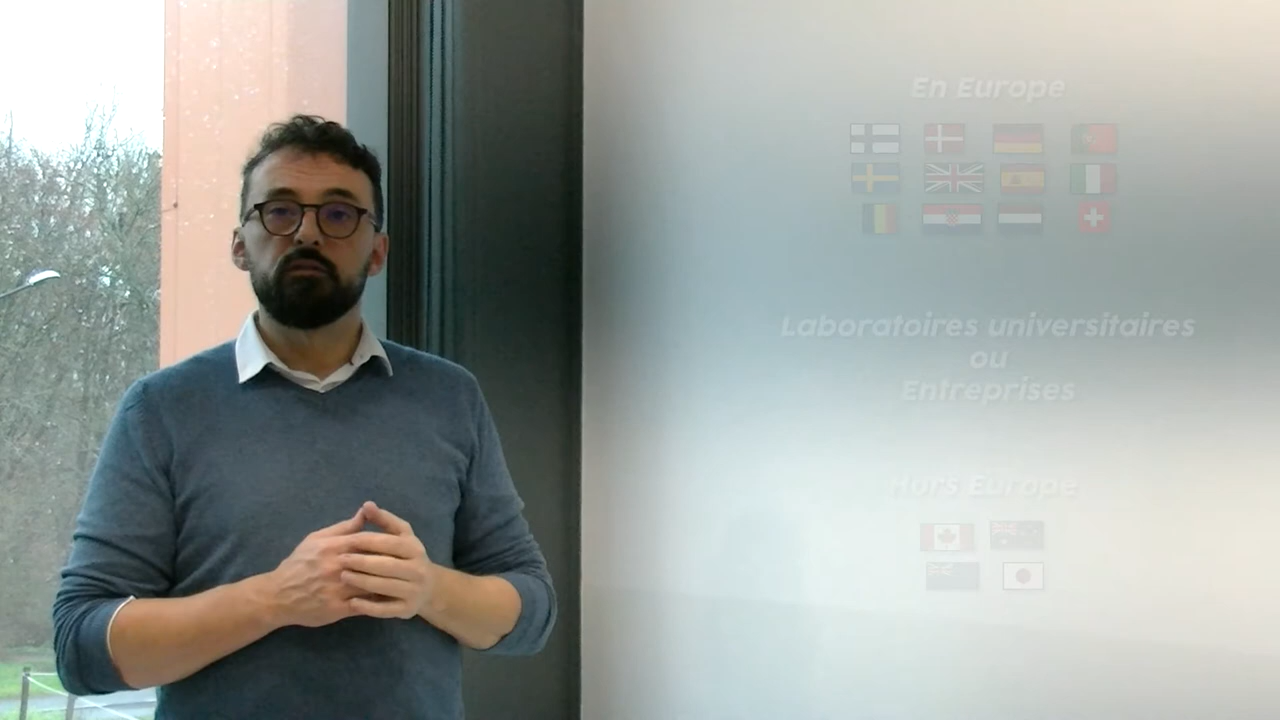 En Europe
Laboratoires universitaires
ou
Entreprises
Hors Europe